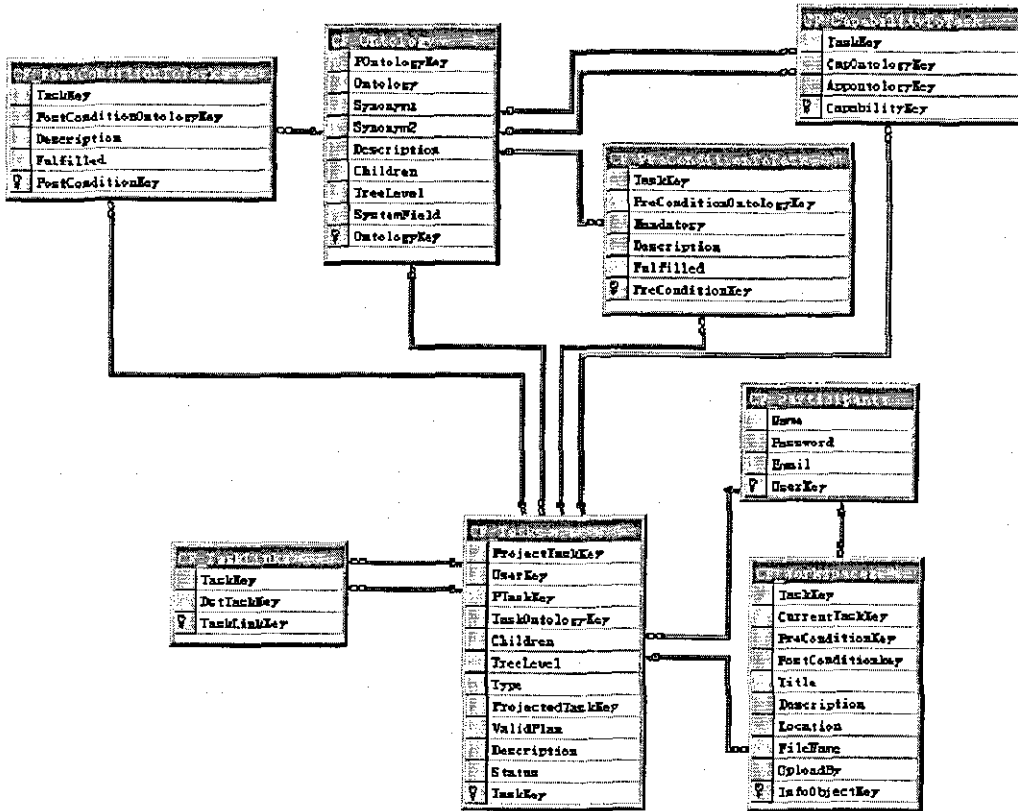 TaskKey
PostConditionOntologyKey
Description
Fulfilled
PostConditionKey
POntologyKey
Ontology
Synonym1
Synonym2
Description
Children
TreeLevel
SystemField
OntologyKey
TaskKey
CapOntologyKey
AppontologyKey
CapabilityKey
TaskKey
PreConditionOntologyKey
Mandatory
Description
Fulfilled
PreConditionKey
CP_Participants
Name
Password
Email
UserKey
TaskKey
DstTaskKey
TaskLinkKey
ProjectTaskKey
UserKey
PTaskKey
TaskOntologyKey
Children
TreeLevel
Type
ProjectedTaskKey
ValidPlan
Description
Status
TaskKey
TaskKey
CurrentTaskKey
PreConditionKey
PostConditionkey
Title
Description
Location
FileName
UploadBy
InfoObjectKey